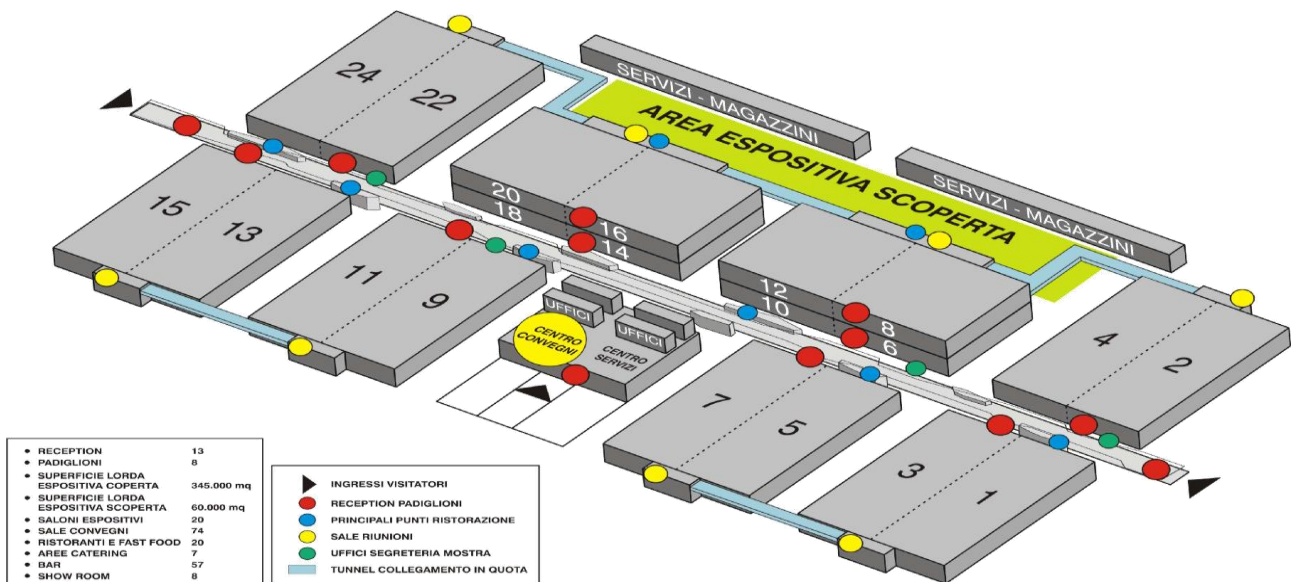 24
22
SERVIZI - MAGAZZINI
AREA ESPOSITIVA SCOPERTA
SERVIZI - MAGAZZINI
20
18
16
14
15
13
11
9
12
10
8
6
4
2
UFFICI
UFFICI
CENTRO
CONVEGNI
CENTRO
SERVIZI
7
5
3
1
• RECEPTION 13
• PADIGLIONI 8
• SUPERFICIE LORDA
ESPOSITIVA COPERTA 345.000 mq
• SUPERFICIE LORDA
ESPOSITIVA SCOPERTA 60.000 mq
• SALONI ESPOSITIVI 20
• SALE CONVEGNI 74
• RISTORANTI E FAST FOOD 20
• AREE CATERING 7
• BAR 57
• SHOW ROOM 8
INGRESSI VISITATORI
RECEPTION PADIGLIONI
PRINCIPALI PUNTI RISTORAZIONE
SALE RIUNIONI
UFFICI SEGRETERIA MOSTRA
TUNNEL COLLEGAMENTO IN QUOTA